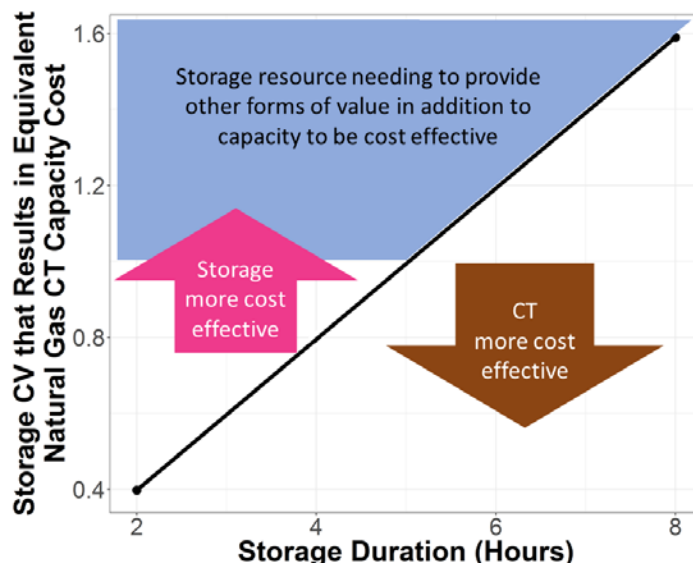 Storage CV that Results in Equivalent
Natural Gas CT Capacity Cost
1.6
1.2
0.8
0.4
Storage resource needing to provide
other forms of value in addition to
capacity to be cost effective
Storage
more cost
effective
CT
more cost
effective
2
4
6
8
Storage Duration (Hours)